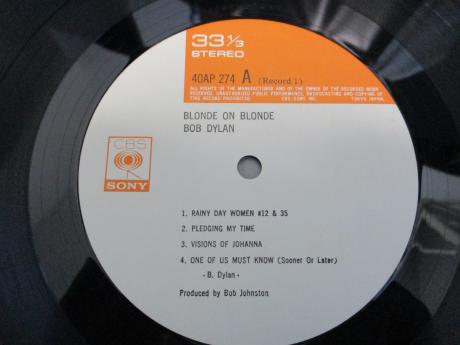 33 1/3
STEREO
40AP 274 A (Record 1)
ALL RIGHTS OF THE MANUFACTURER AND OF THE OWNER OF THE RECORDED WORK
RESERVED. UNAUTHORIZED PUBLIC PERFORMANCE, BROADCASTING AND COPYING OF
THIS RECORD PROHIBITED. CBS/SONY INC. TOKYO JAPAN
BLONDE ON BLONDE
BOB DYLAN
CBS
SONY
1. RAINY DAY WOMEN #12 & 35
2. PLEDGING MY TIME
3. VISIONS OF JOHANNA
4. ONE OF US MUST KNOW (Sooner Or Later)
- B. Dylan -
Produced by Bob Johnston